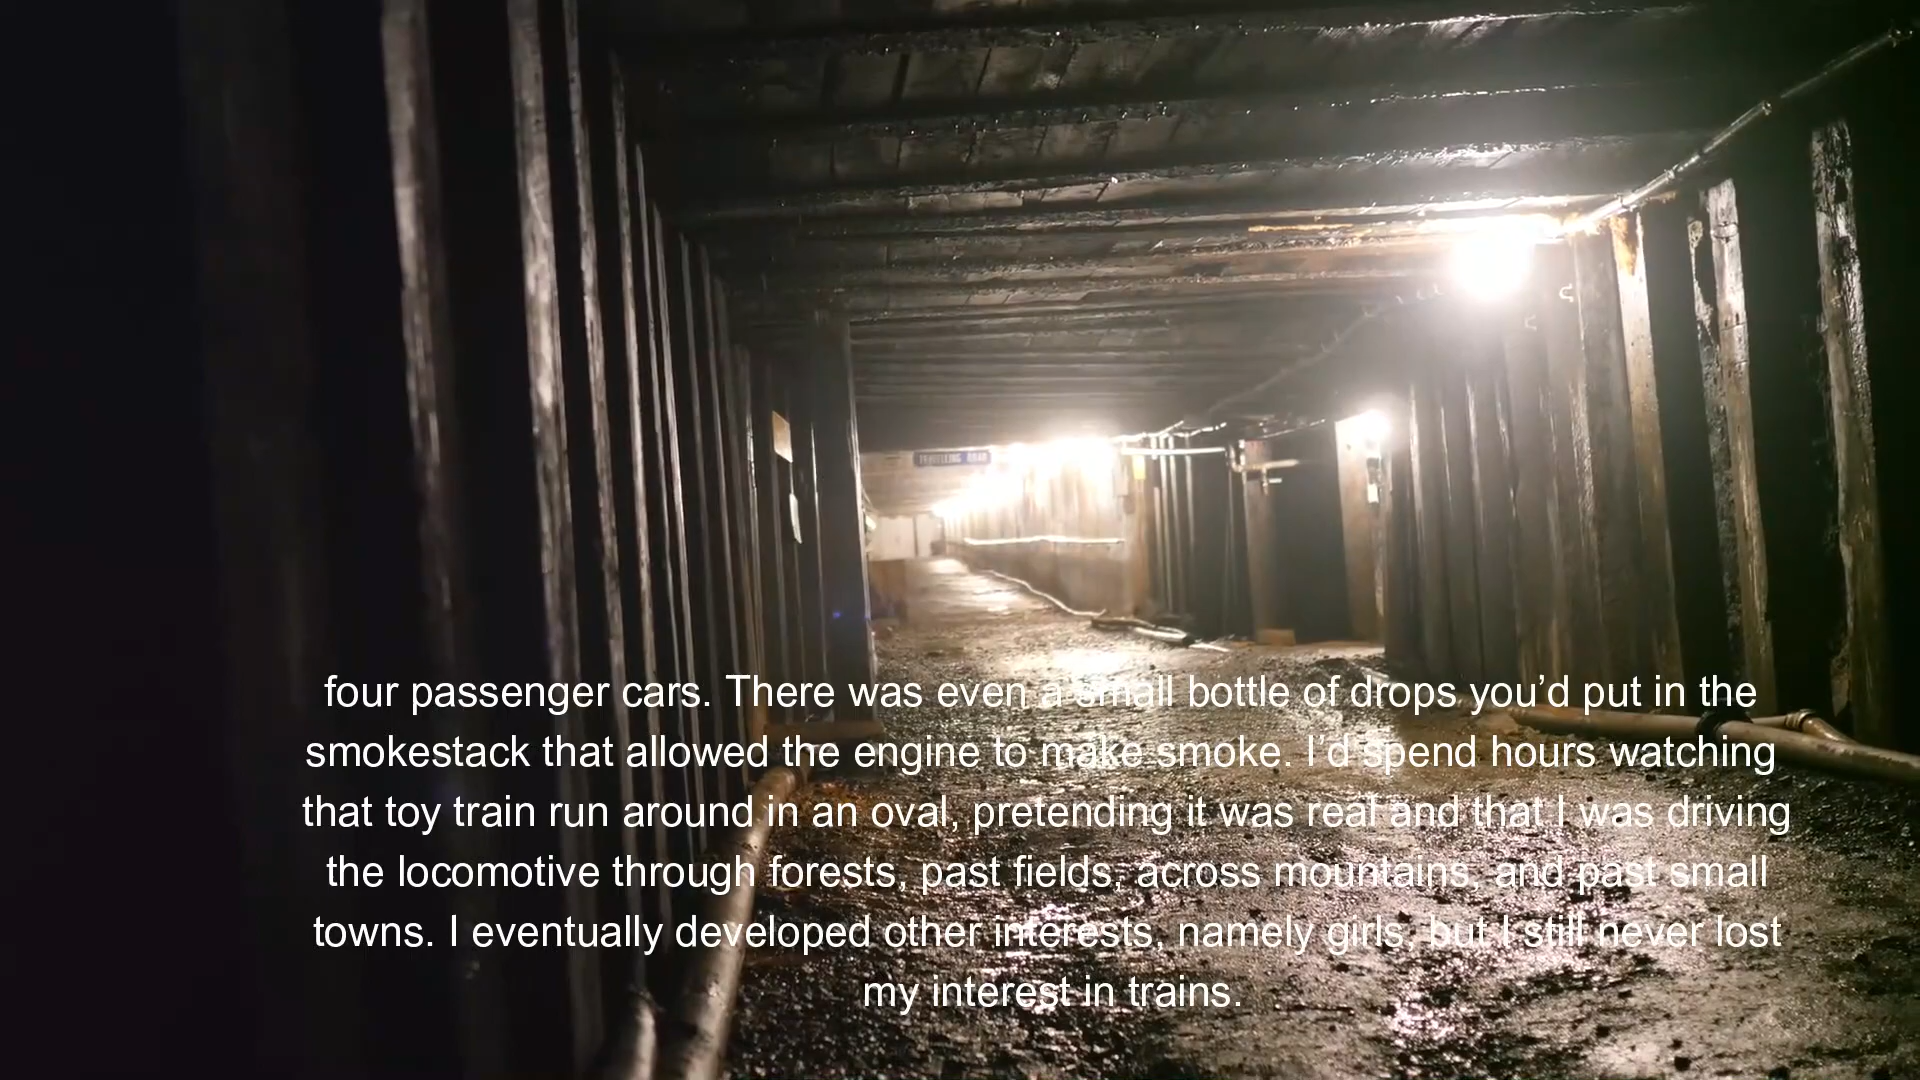 TRAVELLING ROAD
four passenger cars. There was even a small bottle of drops you’d put in the
smokestack that allowed the engine to make smoke. I’d spend hours watching
that toy train run around in an oval, pretending it was real and that I was driving
the locomotive through forests, past fields, across mountains, and past small
towns. I eventually developed other interests, namely girls, but I still never lost
my interest in trains.